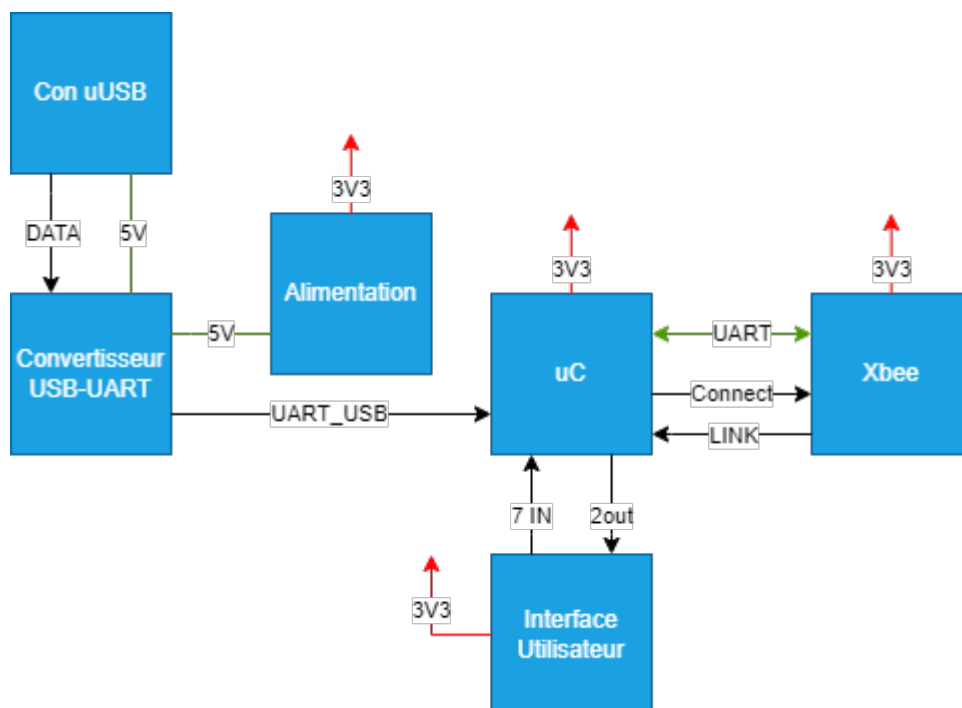 Con uUSB
DATA
5V
3V3
Alimentation
3V3
3V3
Convertisseur
USB-UART
5V
uC
UART
Xbee
Connect
UART_USB
LINK
7 IN
2out
3V3
Interface
Utilisateur